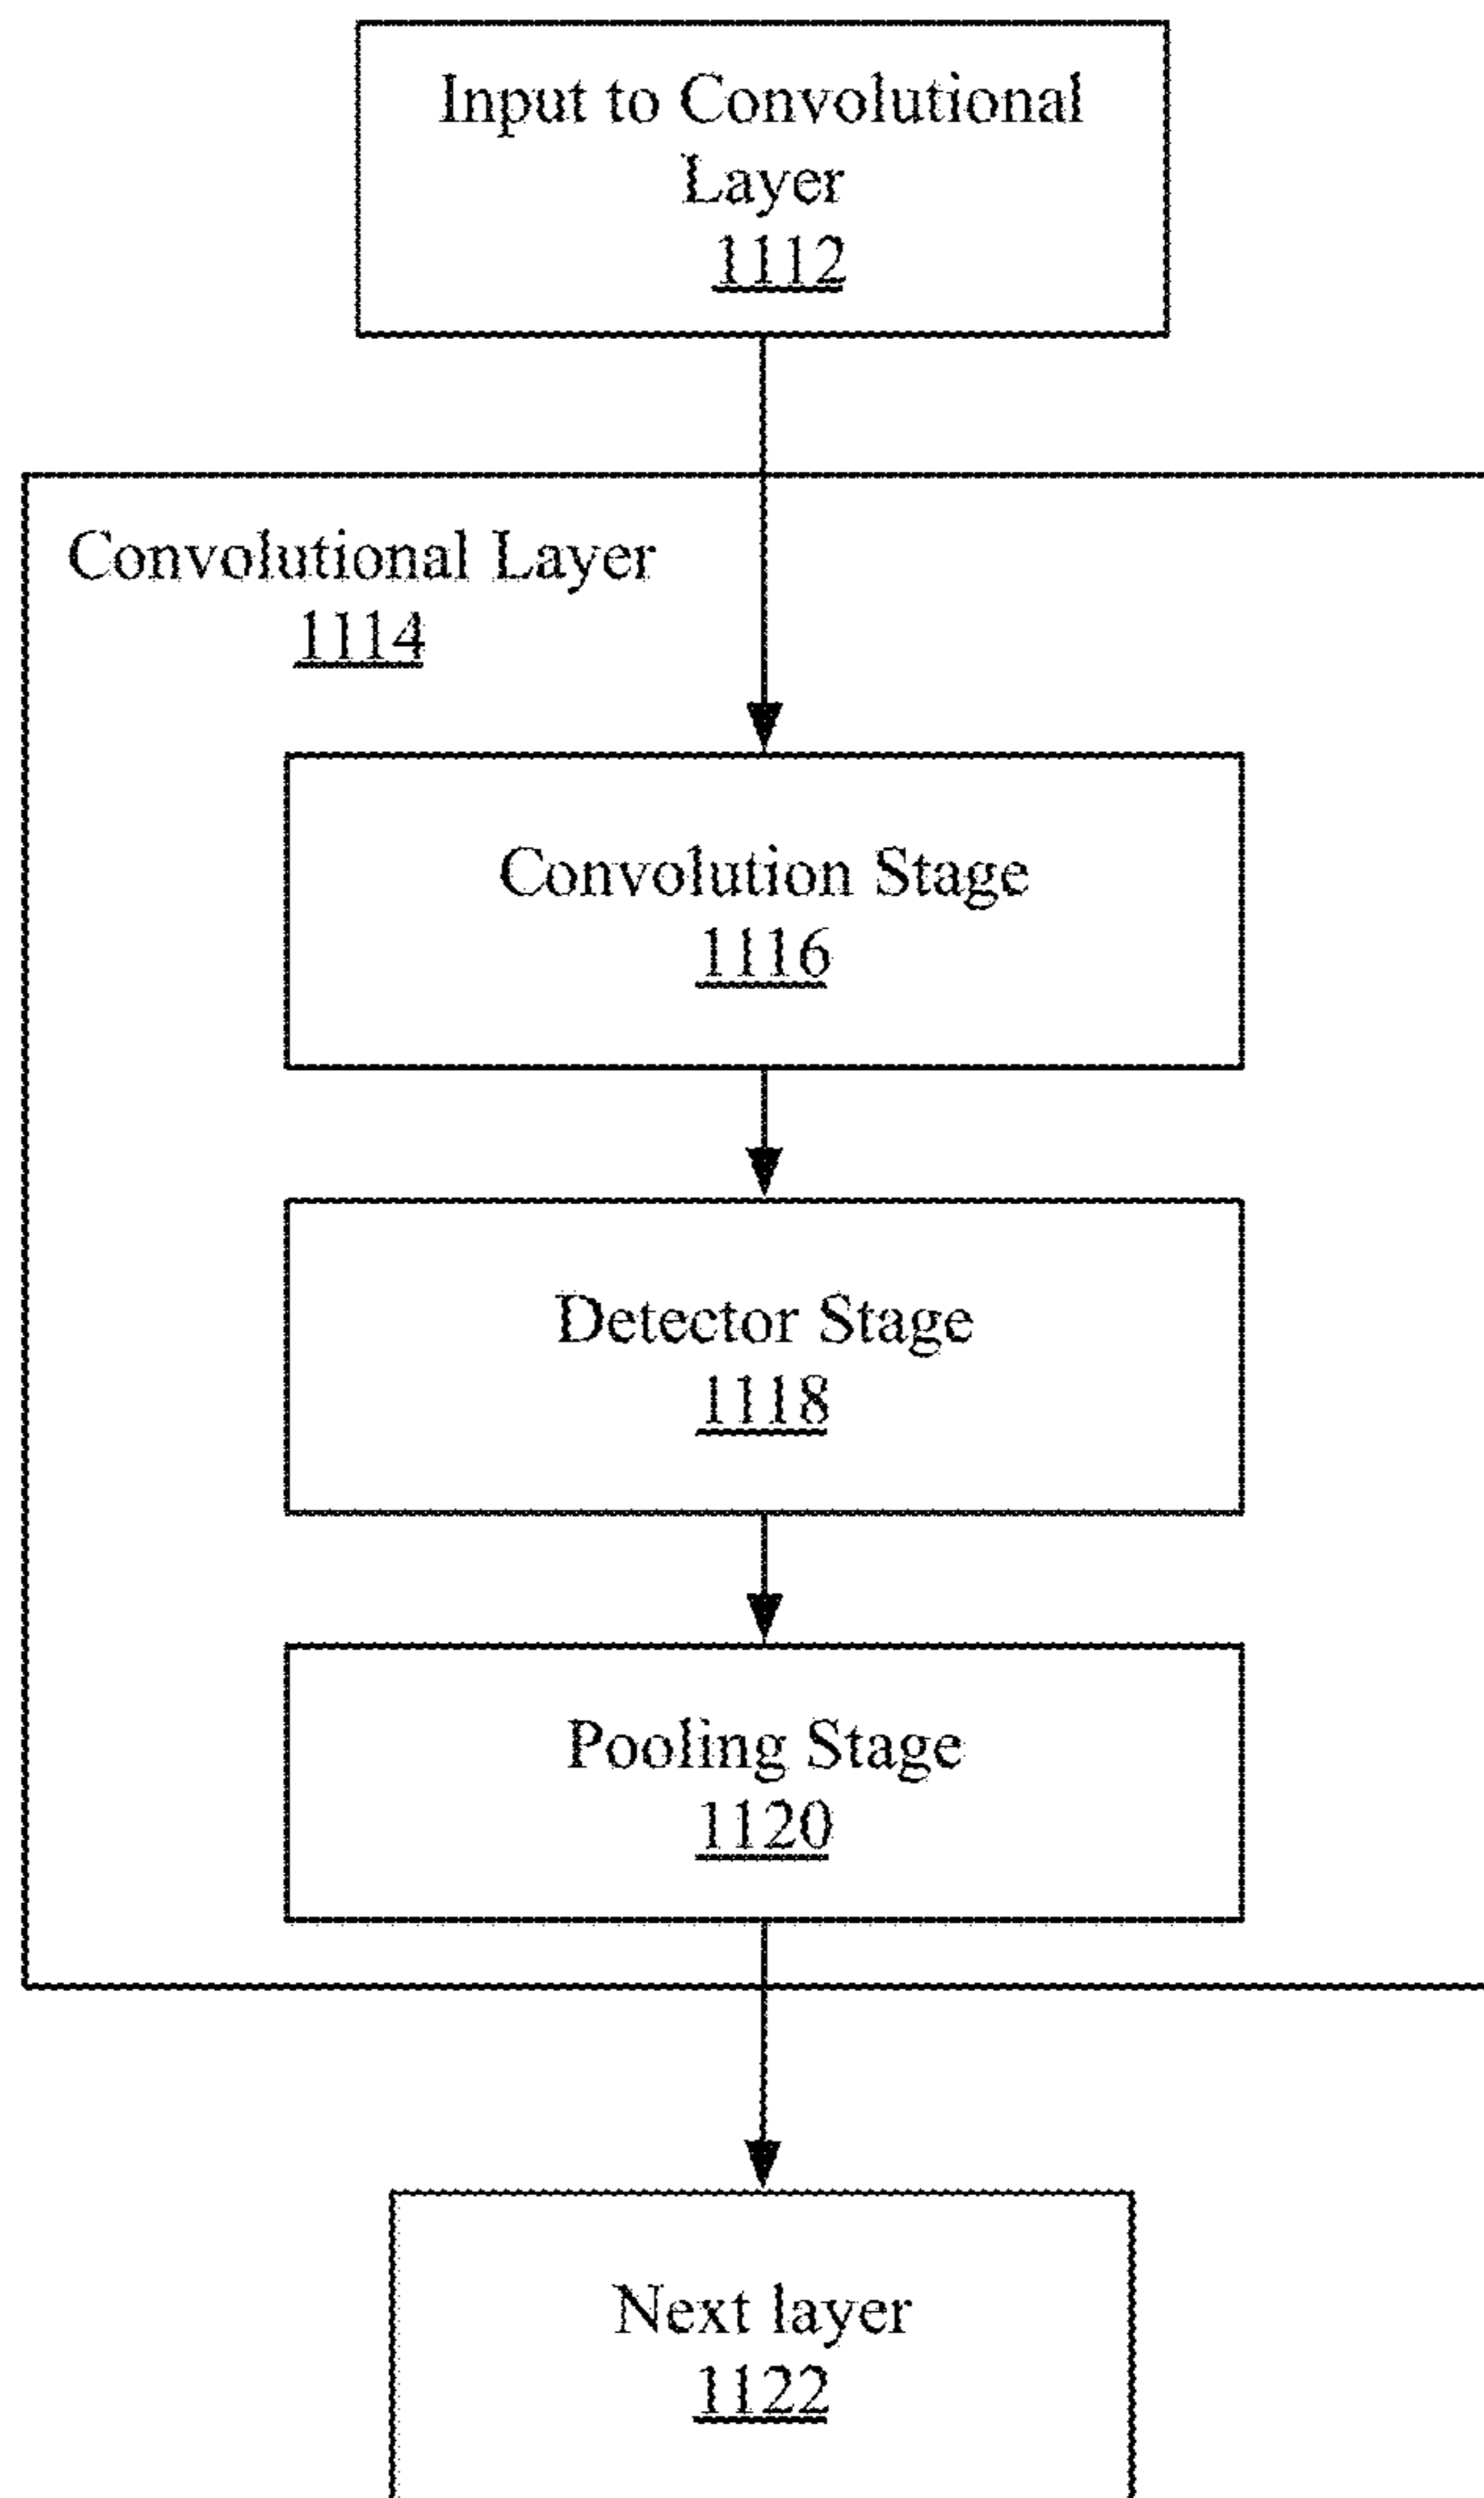 Input to Convolutional
Layer
1112
Convolutional Layer
1114
Convolution Stage
1116
Detector Stage
1118
Pooling Stage
1120
Next layer
1122